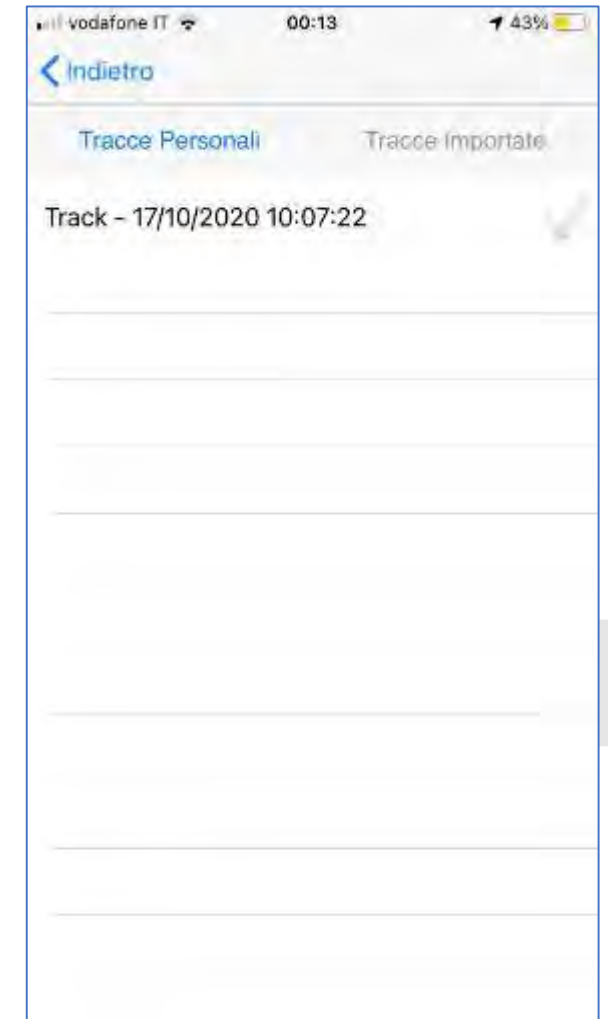 vodafone IT 00:13 43%
Indietro
Tracce Personali Tracce Importate
Track – 17/10/2020 10:07:22